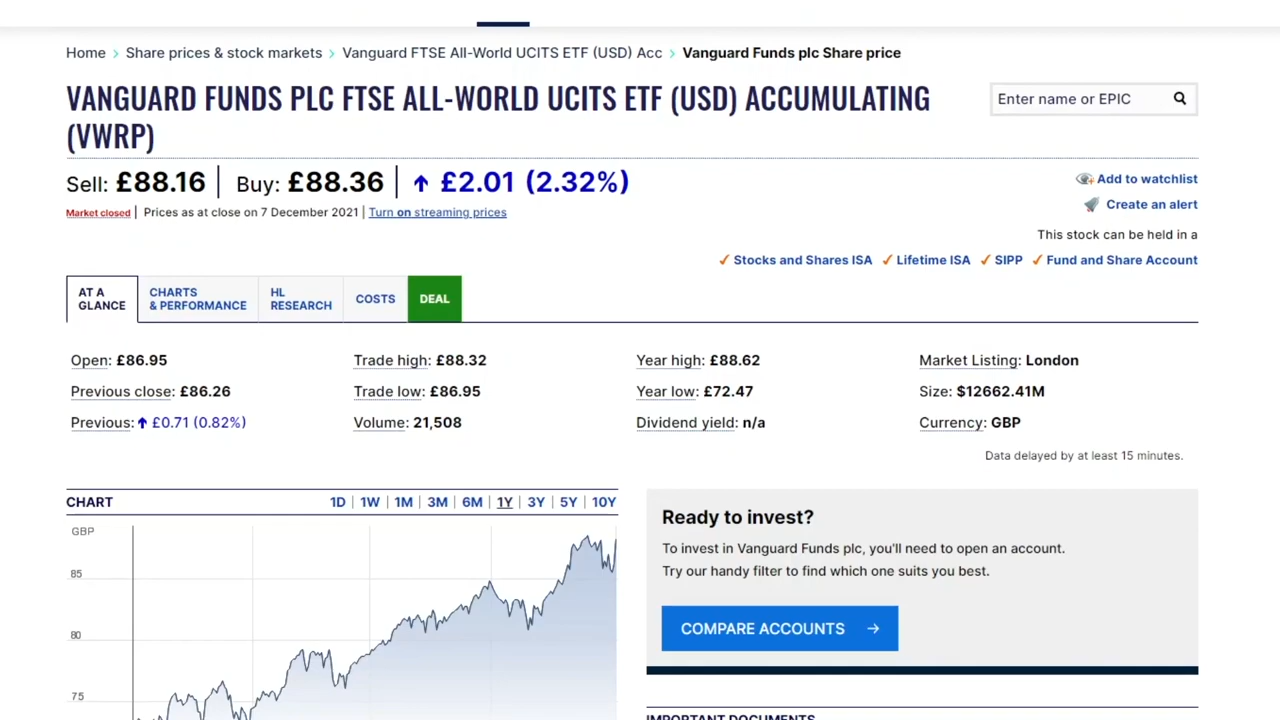 Home > Share prices & stock markets > Vanguard FTSE All-World UCITS ETF (USD) Acc > Vanguard Funds plc Share price
VANGUARD FUNDS PLC FTSE ALL-WORLD UCITS ETF (USD) ACCUMULATING
(VWRP)
Enter name or EPIC
Sell: £88.16 | Buy: £88.36 | ↑ £2.01 (2.32%)
Market closed | Prices as at close on 7 December 2021 | Turn on streaming prices
Add to watchlist
Create an alert
This stock can be held in a
✓ Stocks and Shares ISA ✓ Lifetime ISA ✓ SIPP ✓ Fund and Share Account
AT A
GLANCE
CHARTS
& PERFORMANCE
HL
RESEARCH
COSTS
DEAL
Open: £86.95
Trade high: £88.32
Year high: £88.62
Market Listing: London
Previous close: £86.26
Trade low: £86.95
Year low: £72.47
Size: $12662.41M
Previous: ↑ £0.71 (0.82%)
Volume: 21,508
Dividend yield: n/a
Currency: GBP
Data delayed by at least 15 minutes.
CHART
1D | 1W | 1M | 3M | 6M | 1Y | 3Y | 5Y | 10Y
GBP
85
80
75
Ready to invest?
To invest in Vanguard Funds plc, you'll need to open an account.
Try our handy filter to find which one suits you best.
COMPARE ACCOUNTS →
IMPORTANT DOCUMENTS